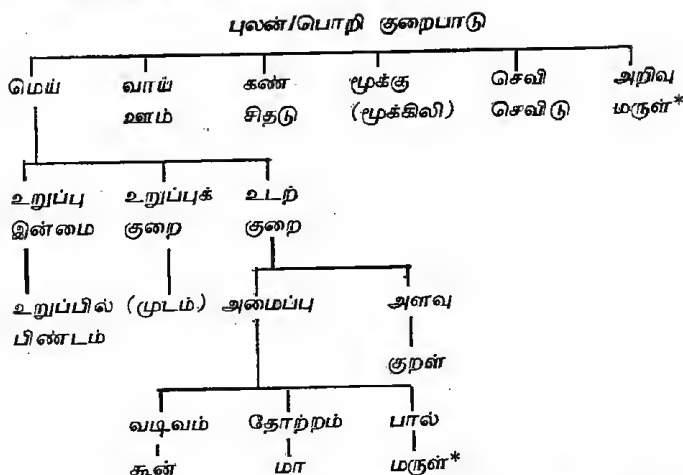 புலன்/பொறி குறைபாடு
மெய் வாய் கண் மூக்கு செவி அறிவு
ஊம் சிதடு (மூக்கிலி) செவிடு மருள்*
உறுப்பு உறுப்புக் உடற்
இன்மை குறை குறை
உறுப்பில் (முடம்) அமைப்பு அளவு
பிண்டம்
குறள்
வடிவம் தோற்றம் பால்
கூன் மா மருள்*